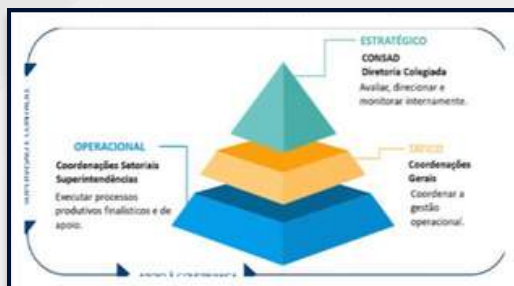 ESTRATÉGICO
CONSAD
Diretoria Colegiada
Avaliar, direcionar e
monitorar internamente.
OPERACIONAL
Coordenações Setoriais
Superintendências
Executar processos
produtivos finalísticos e de
apoio.
TÁTICO
Coordenações
Gerais
Coordenar a
gestão
operacional.